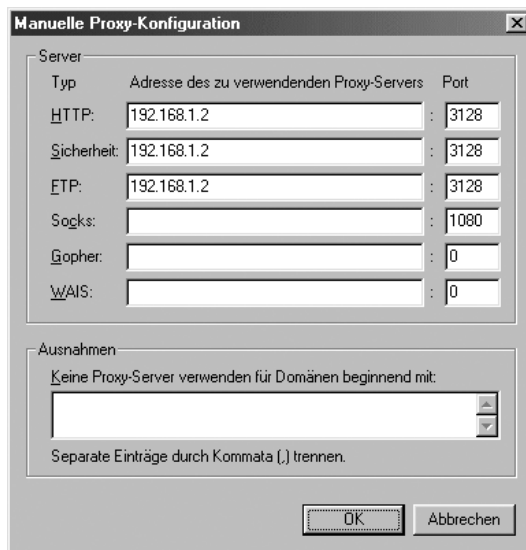 Manuelle Proxy-Konfiguration
Server
Typ Adresse des zu verwendenden Proxy-Servers Port
HTTP: 192.168.1.2 : 3128
Sicherheit: 192.168.1.2 : 3128
FTP: 192.168.1.2 : 3128
Socks: : 1080
Gopher: : 0
WAIS: : 0
Ausnahmen
Keine Proxy-Server verwenden für Domänen beginnend mit:
Separate Einträge durch Kommata (,) trennen.
OK Abbrechen